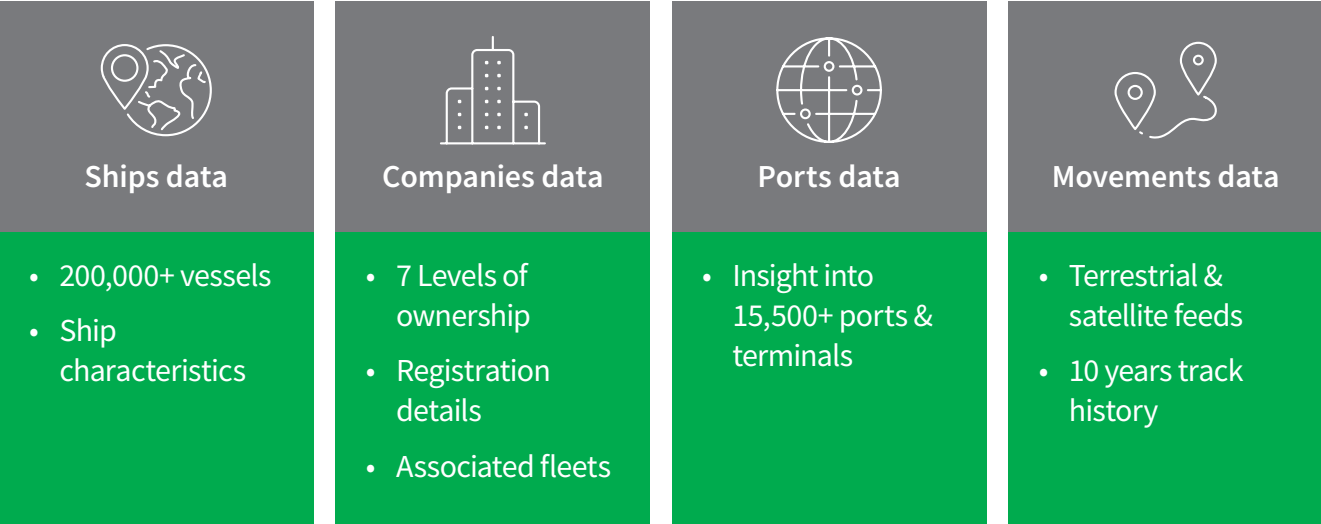 Ships data
• 200,000+ vessels
• Ship
characteristics
Companies data
• 7 Levels of
ownership
• Registration
details
• Associated fleets
Ports data
• Insight into
15,500+ ports &
terminals
Movements data
• Terrestrial &
satellite feeds
• 10 years track
history